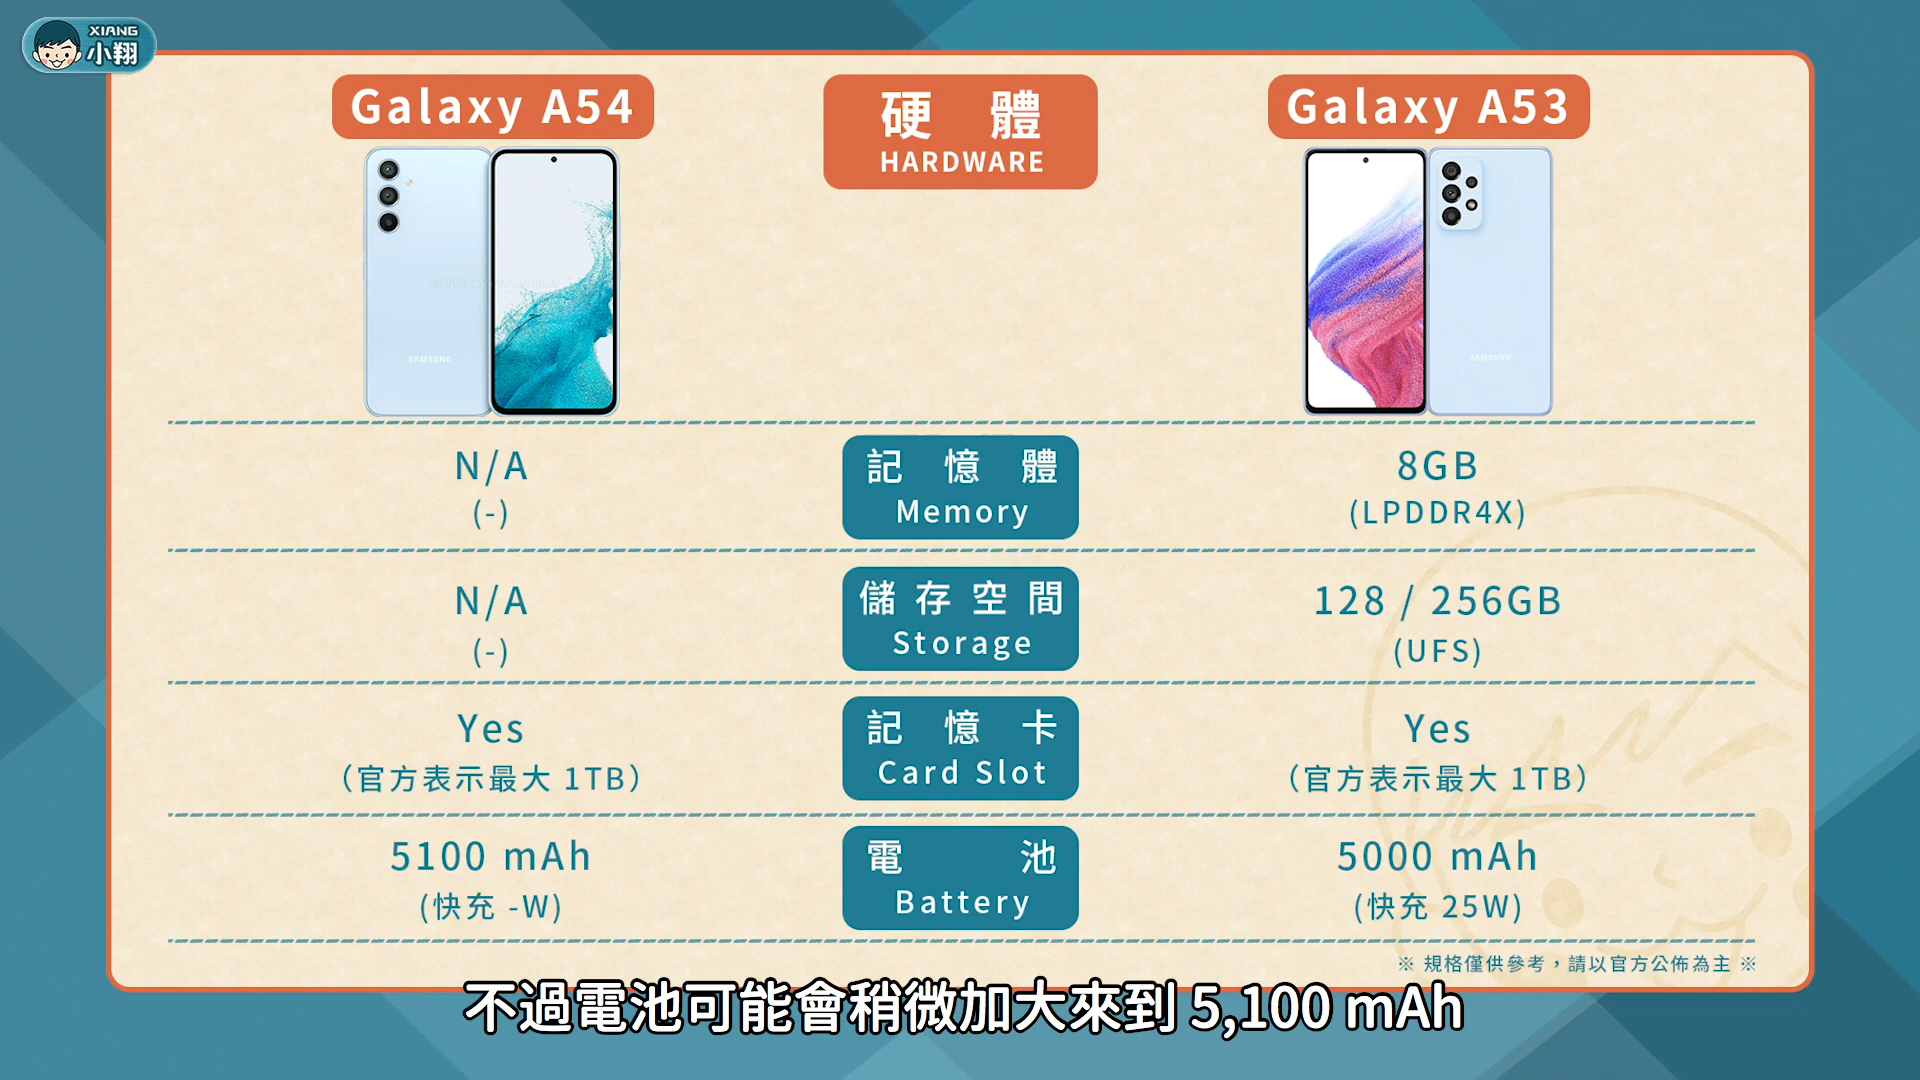 XIANG
小翔
Galaxy A54
硬體
HARDWARE
Galaxy A53
SAMSUNG
SAMSUNG
N/A
(-)
記憶體
Memory
8GB
(LPDDR4X)
N/A
(-)
儲存空間
Storage
128 / 256GB
(UFS)
Yes
（官方表示最大 1TB）
記憶卡
Card Slot
Yes
（官方表示最大 1TB）
5100 mAh
(快充 -W)
電池
Battery
5000 mAh
(快充 25W)
※ 規格僅供參考，請以官方公佈為主 ※
不過電池可能會稍微加大來到 5,100 mAh